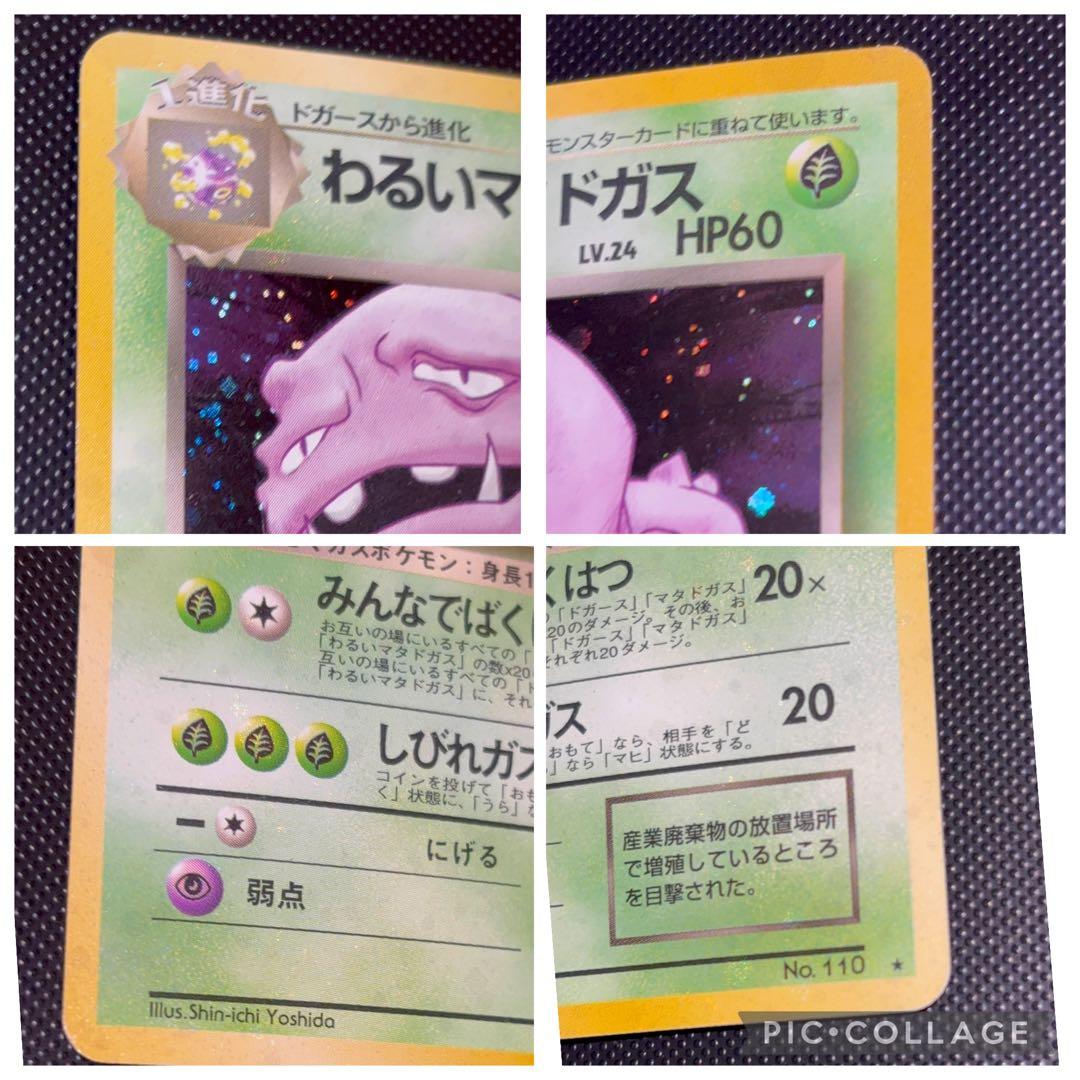 1進化
ドガースから進化
わるいマ
モンスターカードに重ねて使います。
ドガス
LV.24 HP60
マガスポケモン：身長1
みんなでばく
お互いの場にいるすべての「
「わるいマタドガス」の数x20
互いの場にいるすべての「ド
「わるいマタドガス」に、それ
しびれガス
コインを投げて「おも
く」状態に、「うら」な
にげる
弱点
Illus.Shin-ichi Yoshida
くはつ 20×
「ドガース」「マタドガス」
20のダメージ。その後、お
「ドガース」「マタドガス」
それぞれ20ダメージ。
ガス 20
おもて」なら、相手を「ど
」なら「マヒ」状態にする。
産業廃棄物の放置場所
で増殖しているところ
を目撃された。
No. 110 ★
PIC•COLLAGE